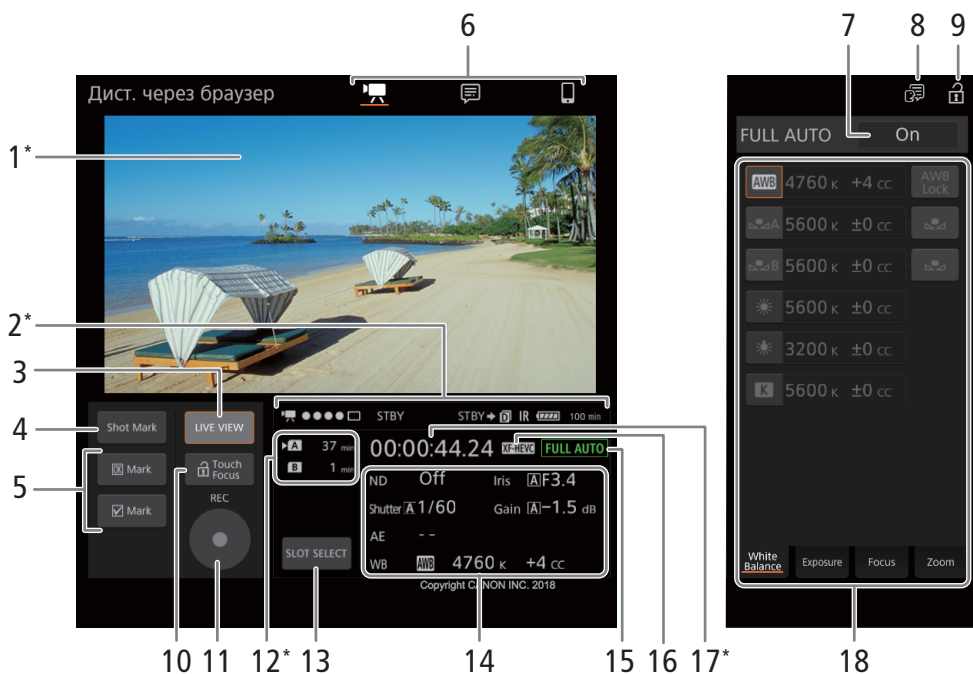 6
7
8
9
Дист. через браузер
FULL AUTO On
1*
AWB 4760 K +4 CC AWB Lock
A 5600 K ±0 CC
B 5600 K ±0 CC
5600 K ±0 CC
3200 K ±0 CC
K 5600 K ±0 CC
White Balance Exposure Focus Zoom
2*
3
4
5
STBY STBY IR 100 min
Shot Mark
LIVE VIEW
OK Mark
Mark
Touch Focus
REC
A 37 min
B 1 min
00:00:44.24 XF-HEVC FULL AUTO
ND Off Iris A F3.4
Shutter A 1/60 Gain A −1.5 dB
AE - -
WB AWB 4760 K +4 CC
SLOT SELECT
Copyright CANON INC. 2018
10 11 12* 13 14 15 16 17* 18